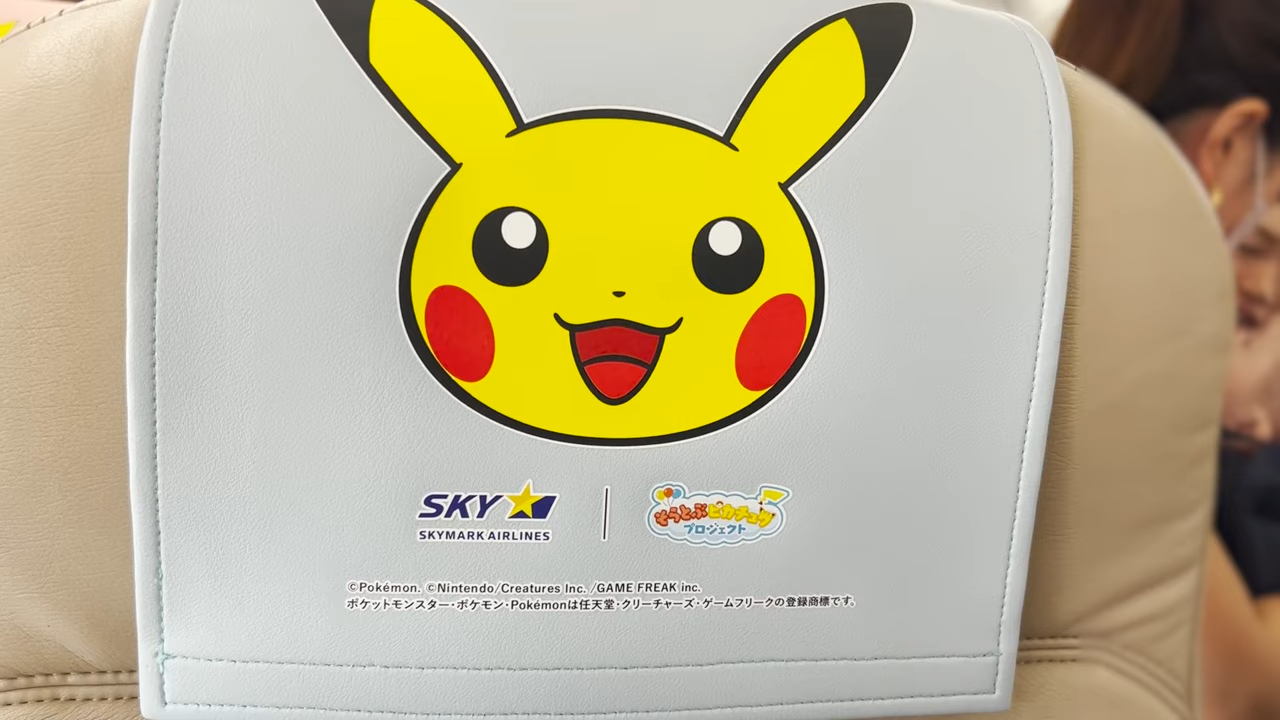 SKY
SKYMARK AIRLINES
そらとぶピカチュウ
プロジェクト
©Pokémon. ©Nintendo/Creatures Inc. /GAME FREAK inc.
ポケットモンスター・ポケモン・Pokémonは任天堂・クリーチャーズ・ゲームフリークの登録商標です。